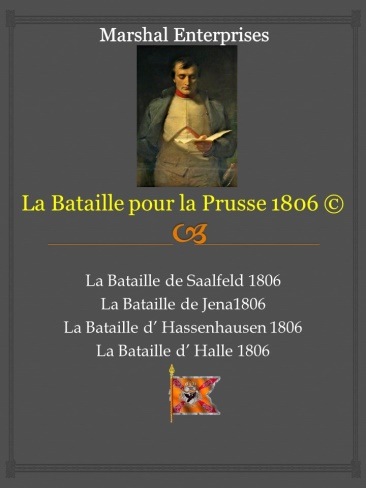 Marshal Enterprises
La Bataille pour la Prusse 1806 ©
La Bataille de Saalfeld 1806
La Bataille de Jena1806
La Bataille d’ Hassenhausen 1806
La Bataille d’ Halle 1806